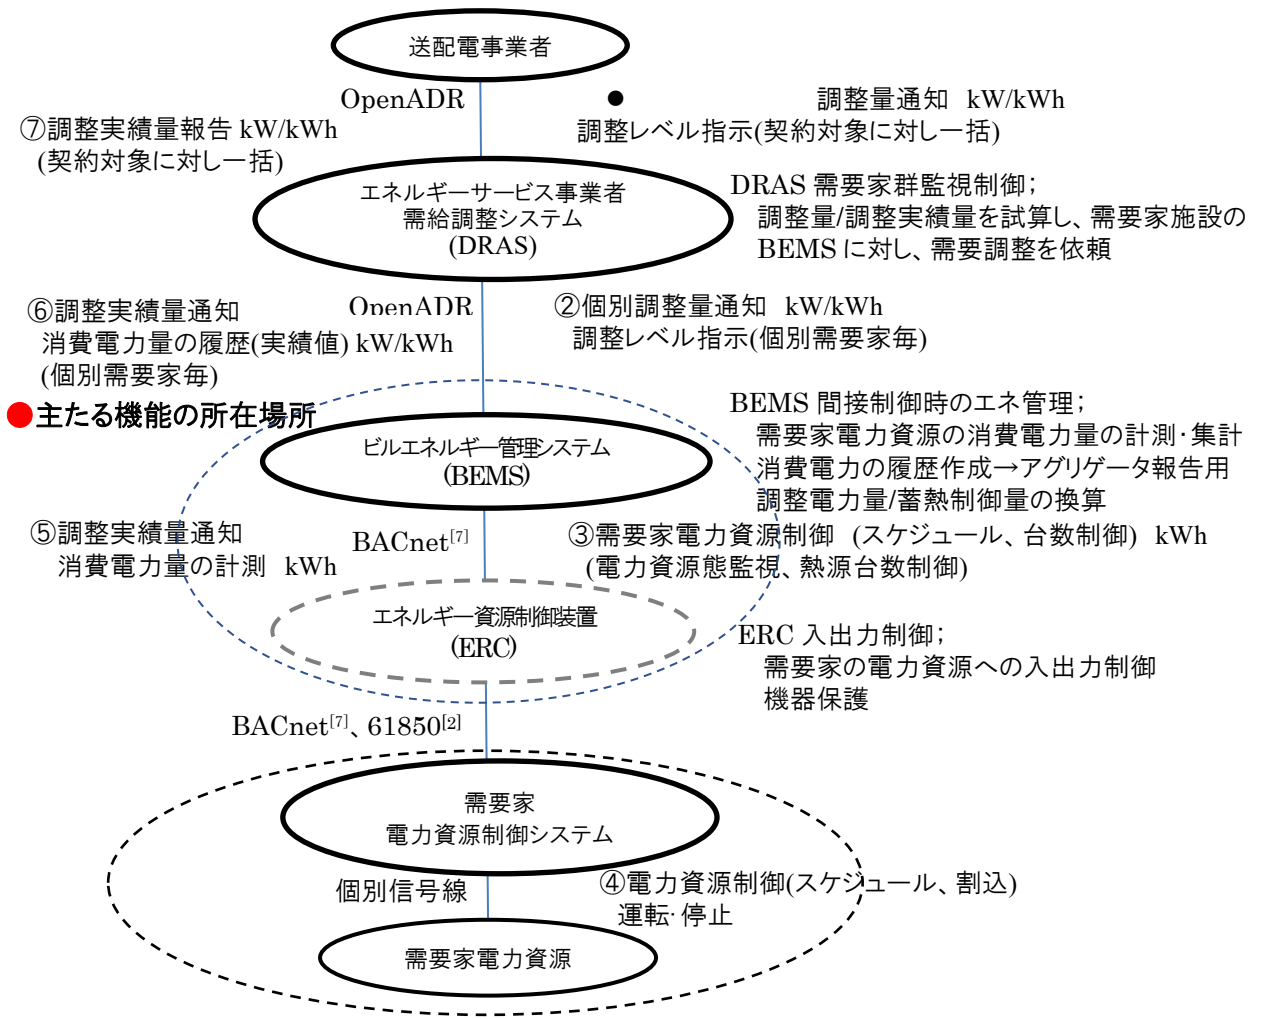 送配電事業者
OpenADR
● 調整量通知 kW/kWh
調整レベル指示(契約対象に対し一括)
⑦調整実績量報告 kW/kWh
(契約対象に対し一括)
エネルギーサービス事業者
需給調整システム
(DRAS)
DRAS 需要家群監視制御;
調整量/調整実績量を試算し、需要家施設の
BEMS に対し、需要調整を依頼
OpenADR
②個別調整量通知 kW/kWh
調整レベル指示(個別需要家毎)
⑥調整実績量通知
消費電力量の履歴(実績値) kW/kWh
(個別需要家毎)
●主たる機能の所在場所
ビルエネルギー管理システム
(BEMS)
BEMS 間接制御時のエネ管理;
需要家電力資源の消費電力量の計測・集計
消費電力の履歴作成→アグリゲータ報告用
調整電力量/蓄熱制御量の換算
⑤調整実績量通知
消費電力量の計測 kWh
BACnet[7]
③需要家電力資源制御 (スケジュール、台数制御) kWh
(電力資源態監視、熱源台数制御)
エネルギー資源制御装置
(ERC)
ERC 入出力制御;
需要家の電力資源への入出力制御
機器保護
BACnet[7]、61850[2]
需要家
電力資源制御システム
個別信号線
④電力資源制御(スケジュール、割込)
運転・停止
需要家電力資源